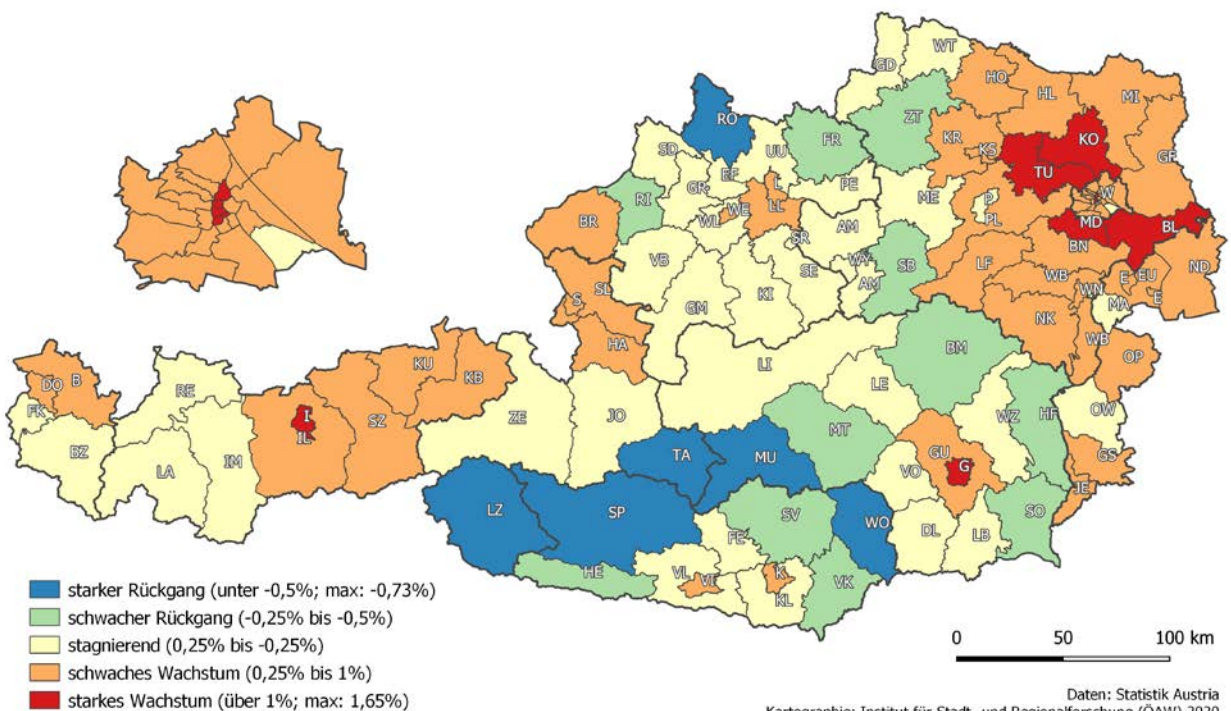 GD WT
HO HL MI
RO ZT
FR KR KS KO GF
SD UU TU
EF
GR L PE ME P W
RI WE LL PL
BR WL AM MD BL
SR BN
VB WY SB LF ND
SL SE AM WB E EU
S GM KI WN E
MA
HA NK
WB OP
KU BM
DO B KB LI
RE LE
FK ZE JO WZ HF OW
I SZ
BZ IL MT
LA IM GU GS
TA MU G
VO JE
LZ SP SV WO SO
DL LB
FE
HE VL VI K VK
KL
starker Rückgang (unter -0,5%; max: -0,73%)
schwacher Rückgang (-0,25% bis -0,5%)
stagnierend (0,25% bis -0,25%)
schwaches Wachstum (0,25% bis 1%)
starkes Wachstum (über 1%; max: 1,65%)
0 50 100 km
Daten: Statistik Austria